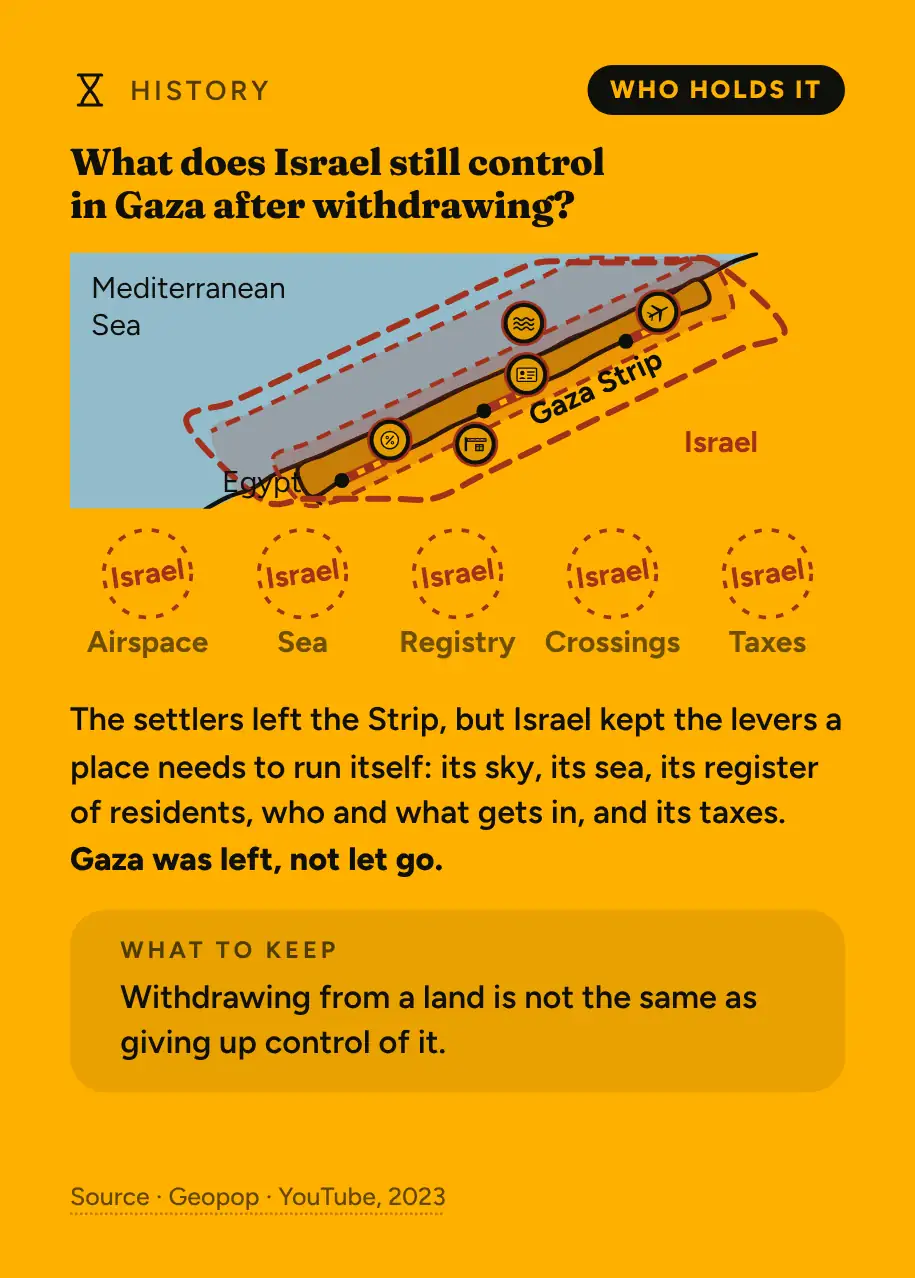 HISTORY
WHO HOLDS IT
What does Israel still control
in Gaza after withdrawing?
Mediterranean
Sea
Gaza Strip
Israel
Egypt
Israel
Israel
Israel
Israel
Israel
Airspace
Sea
Registry
Crossings
Taxes
The settlers left the Strip, but Israel kept the levers a
place needs to run itself: its sky, its sea, its register
of residents, who and what gets in, and its taxes.
Gaza was left, not let go.
WHAT TO KEEP
Withdrawing from a land is not the same as
giving up control of it.
Source · Geopop · YouTube, 2023